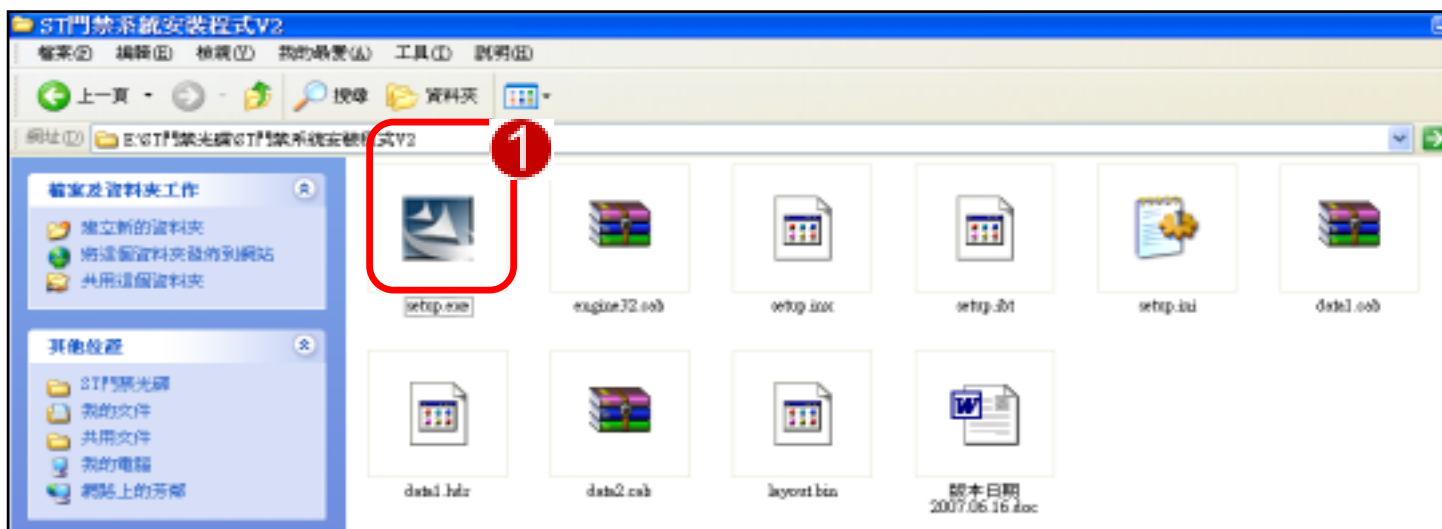 ST門禁系統安裝程式V2
檔案(F) 編輯(E) 檢視(V) 我的最愛(A) 工具(T) 說明(H)
上一頁 搜尋 資料夾
網址(D) E:\ST門禁光碟\ST門禁系統安裝程式V2
1
檔案及資料夾工作
建立新的資料夾
將這個資料夾發佈到網站
共用這個資料夾
其他位置
ST門禁光碟
我的文件
共用文件
我的電腦
網路上的芳鄰
setup.exe engine32.cab setup.inx setup.ibt setup.ini data1.cab
data1.hdr data2.cab layout.bin 版本日期
2007.06.16.doc